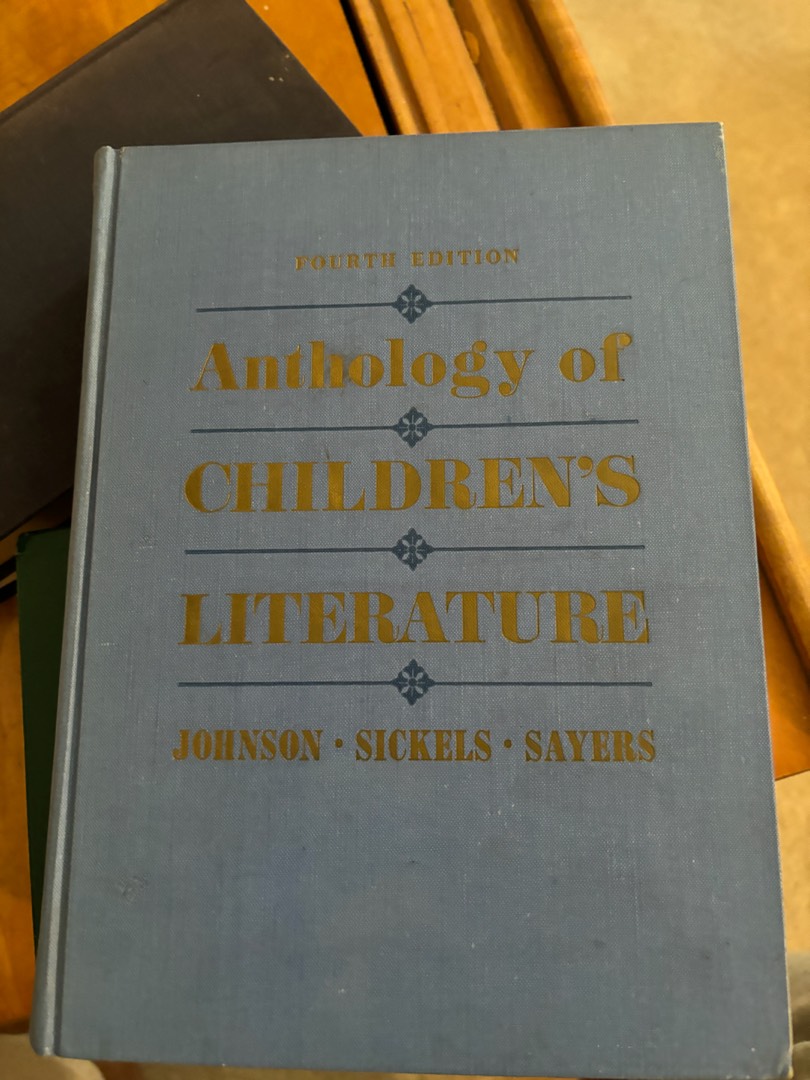 FOURTH EDITION
Anthology of
CHILDREN'S
LITERATURE
JOHNSON · SICKELS · SAYERS